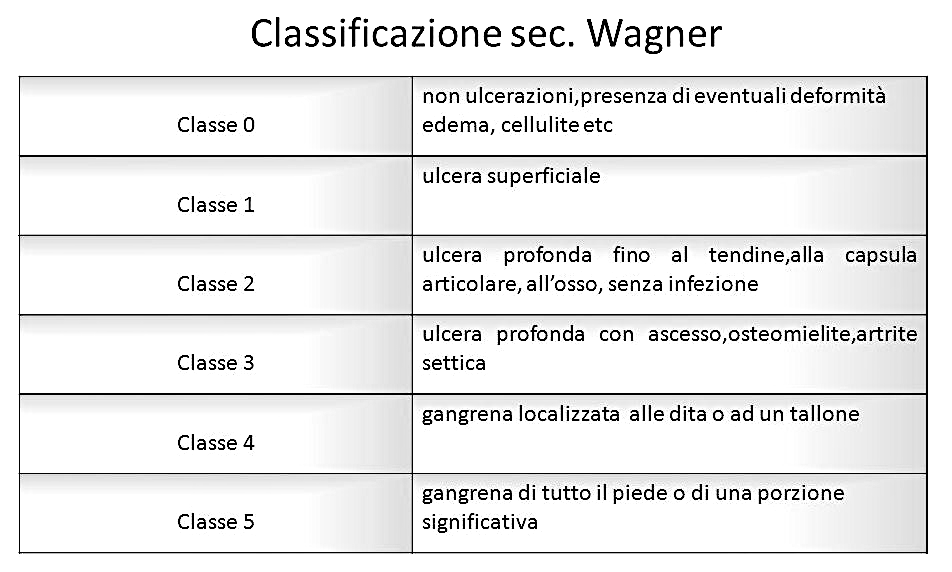 Classificazione sec. Wagner
Classe 0
non ulcerazioni,presenza di eventuali deformità
edema, cellulite etc
Classe 1
ulcera superficiale
Classe 2
ulcera profonda fino al tendine,alla capsula
articolare, all’osso, senza infezione
Classe 3
ulcera profonda con ascesso,osteomielite,artrite
settica
Classe 4
gangrena localizzata alle dita o ad un tallone
Classe 5
gangrena di tutto il piede o di una porzione
significativa